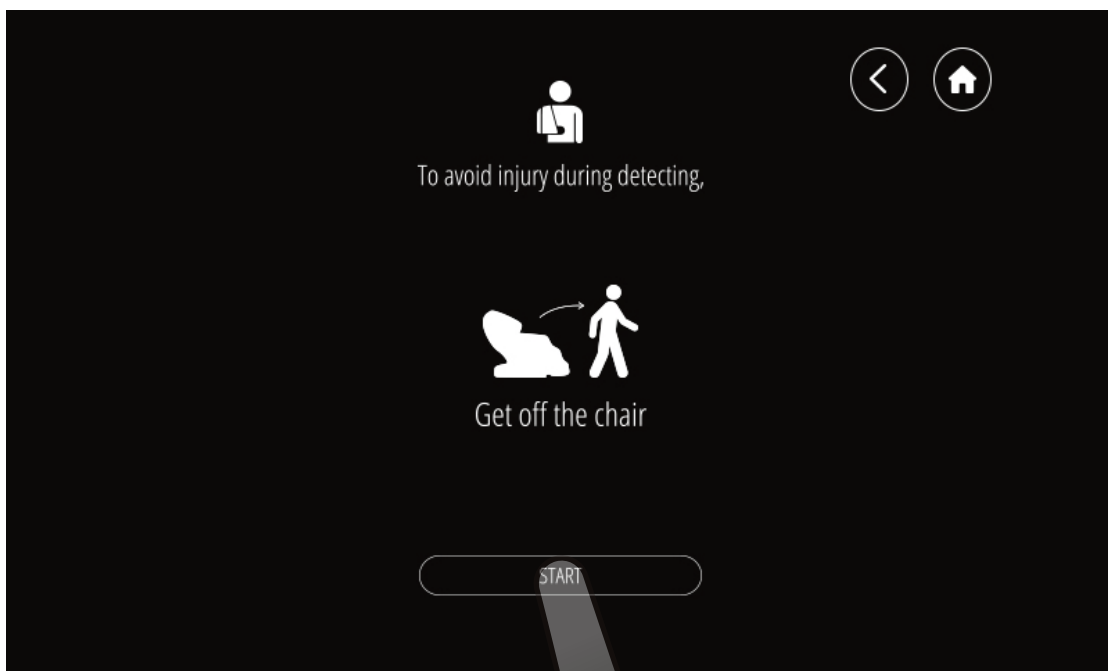 To avoid injury during detecting,
Get off the chair
START